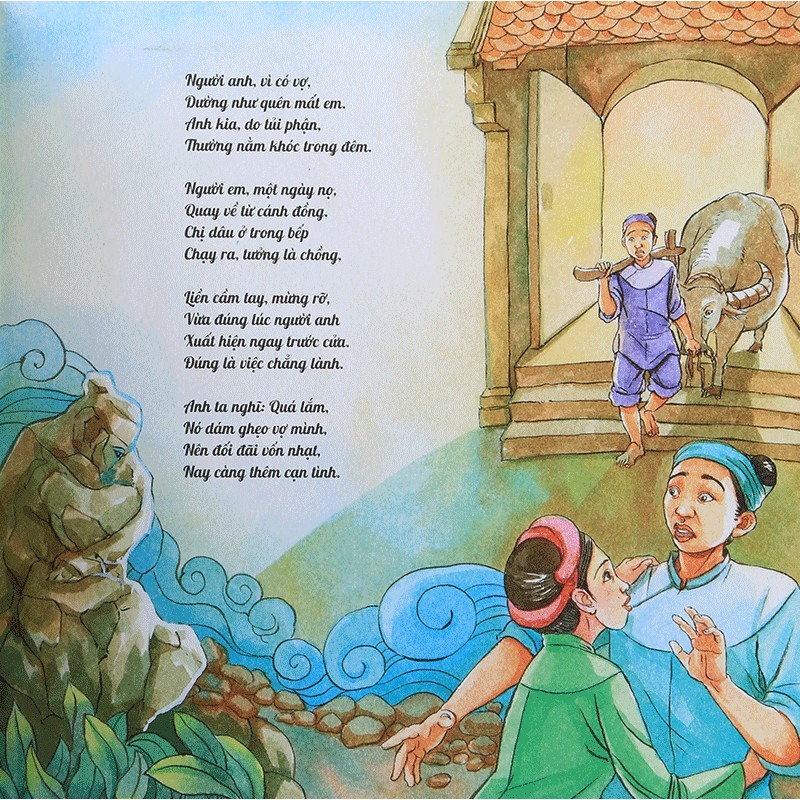 Người anh, vì có vợ,
Dường như quên mất em.
Anh kia, do tủi phận,
Thường nằm khóc trong đêm.
Người em, một ngày nọ,
Quay về từ cánh đồng.
Chị dâu ở trong bếp
Chạy ra, tưởng là chồng,
Liền cầm tay, mừng rỡ,
Vừa đúng lúc người anh
Xuất hiện ngay trước cửa.
Đúng là việc chẳng lành.
Anh ta nghĩ: Quá lắm,
Nó dám ghẹo vợ mình,
Nên đối đãi vốn nhạt,
Nay càng thêm cạn tình.